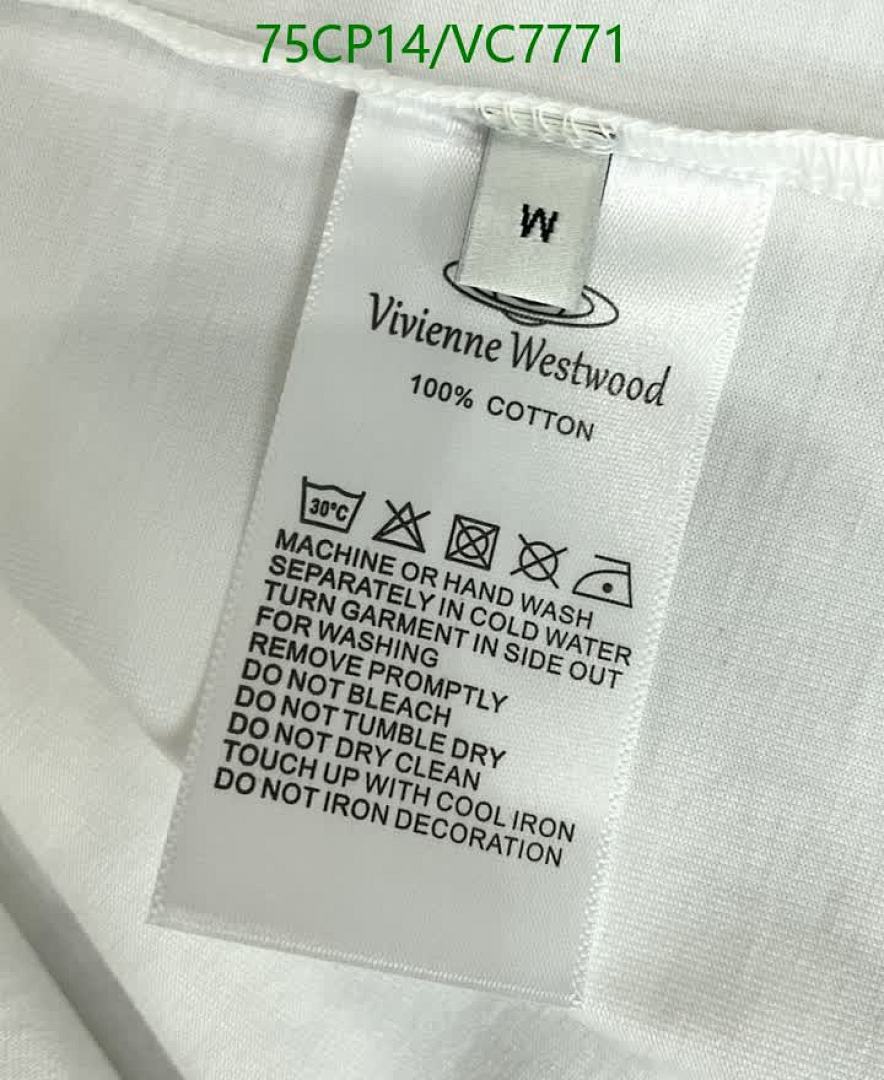 75CP14/VC7771
M
Vivienne Westwood
100% COTTON
30°C
MACHINE OR HAND WASH
SEPARATELY IN COLD WATER
TURN GARMENT IN SIDE OUT
FOR WASHING
REMOVE PROMPTLY
DO NOT BLEACH
DO NOT TUMBLE DRY
DO NOT DRY CLEAN
TOUCH UP WITH COOL IRON
DO NOT IRON DECORATION